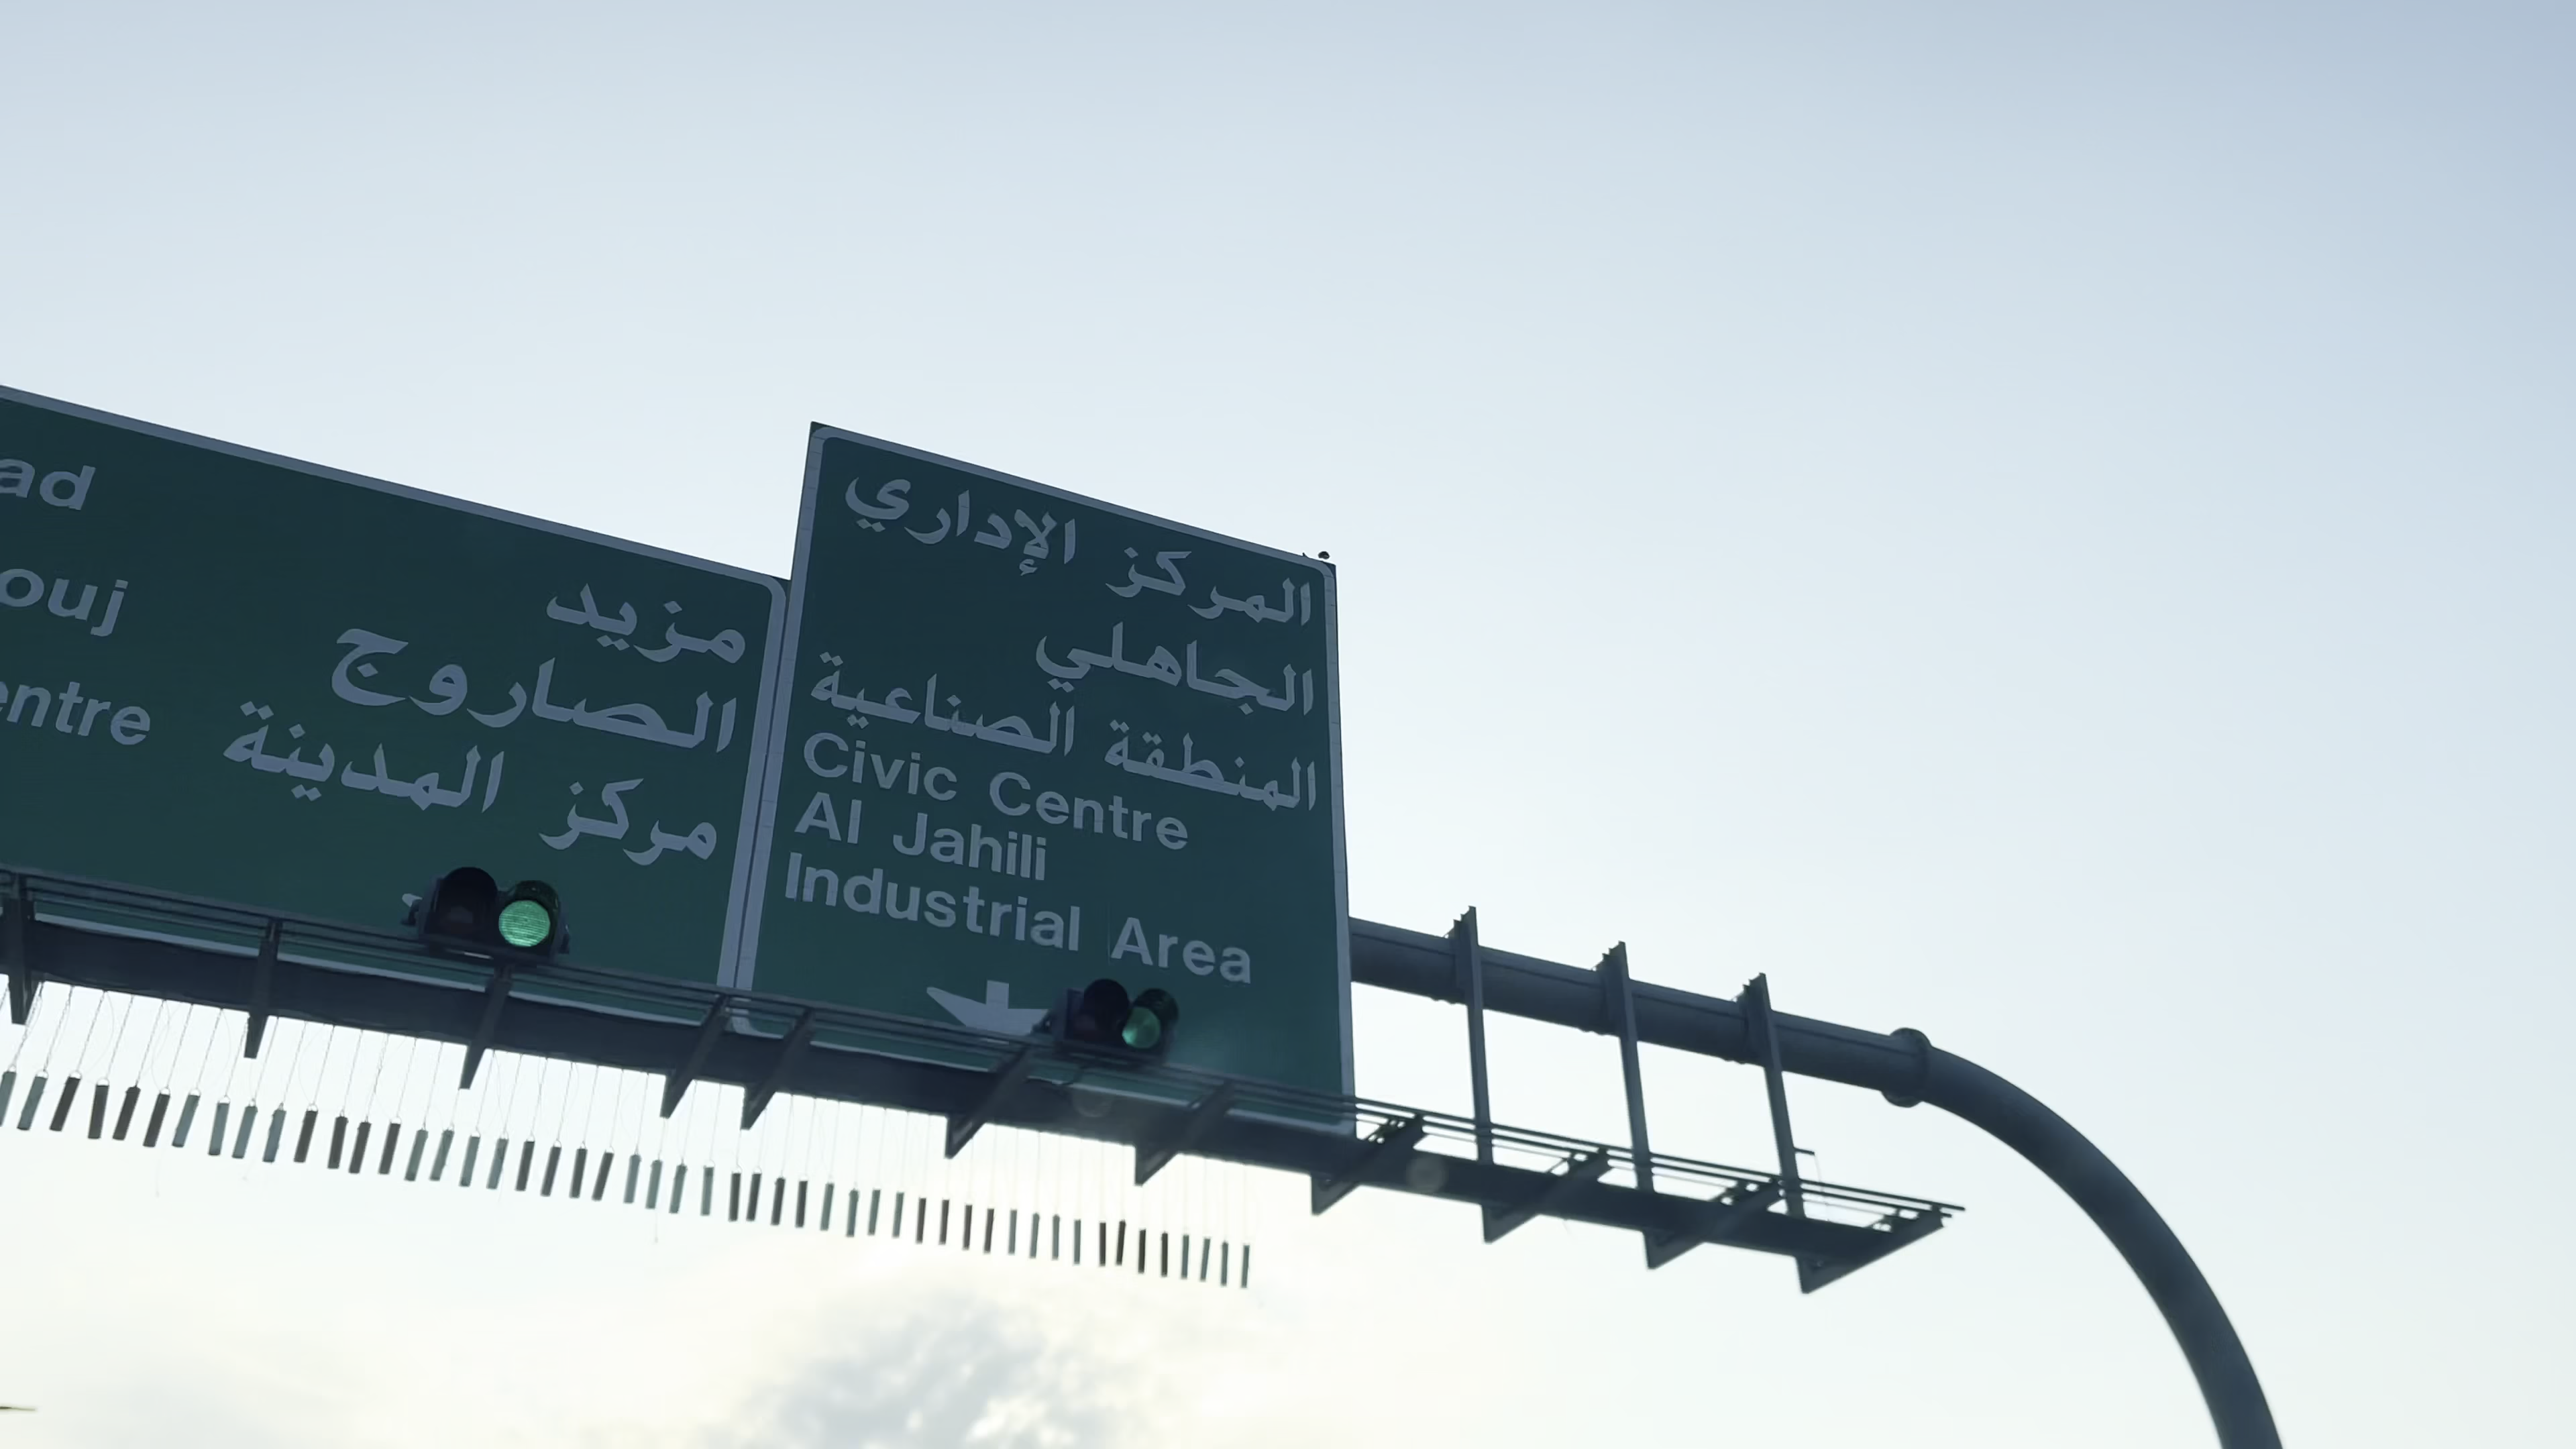 ad
ouj
entre
مزيد
الصاروج
مركز المدينة
المركز الإداري
الجاهلي
المنطقة الصناعية
Civic Centre
Al Jahili
Industrial Area